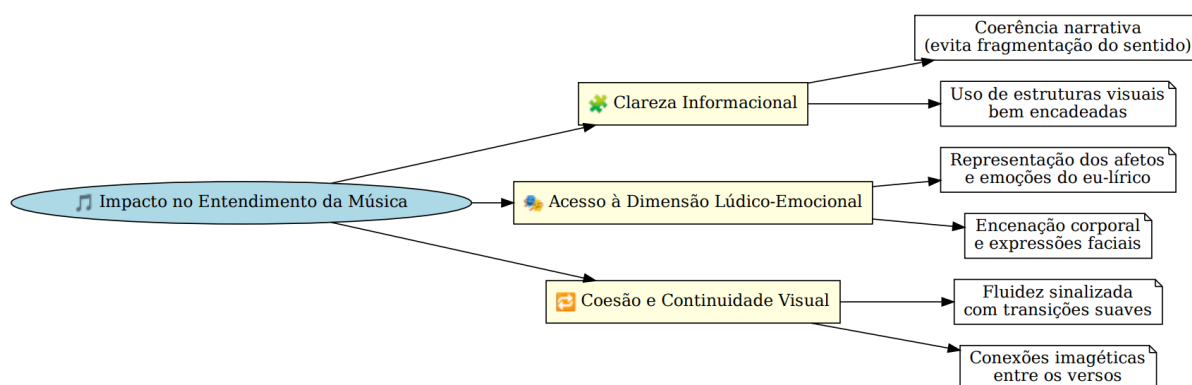 🎵 Impacto no Entendimento da Música
🧩 Clareza Informacional
Coerência narrativa
(evita fragmentação do sentido)
Uso de estruturas visuais
bem encadeadas
🎭 Acesso à Dimensão Lúdico-Emocional
Representação dos afetos
e emoções do eu-lírico
Encenação corporal
e expressões faciais
🔁 Coesão e Continuidade Visual
Fluidez sinalizada
com transições suaves
Conexões imagéticas
entre os versos